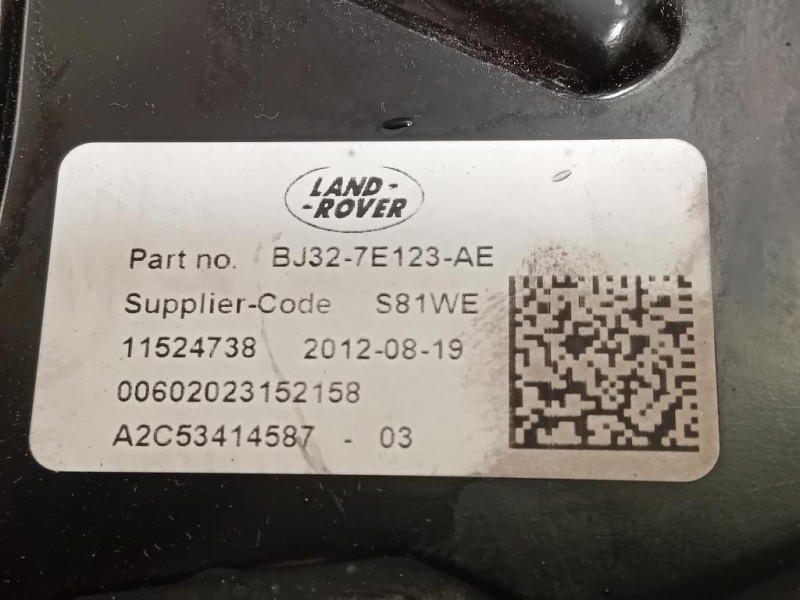 LAND-
-ROVER
Part no. BJ32-7E123-AE
Supplier-Code S81WE
11524738 2012-08-19
00602023152158
A2C53414587 - 03